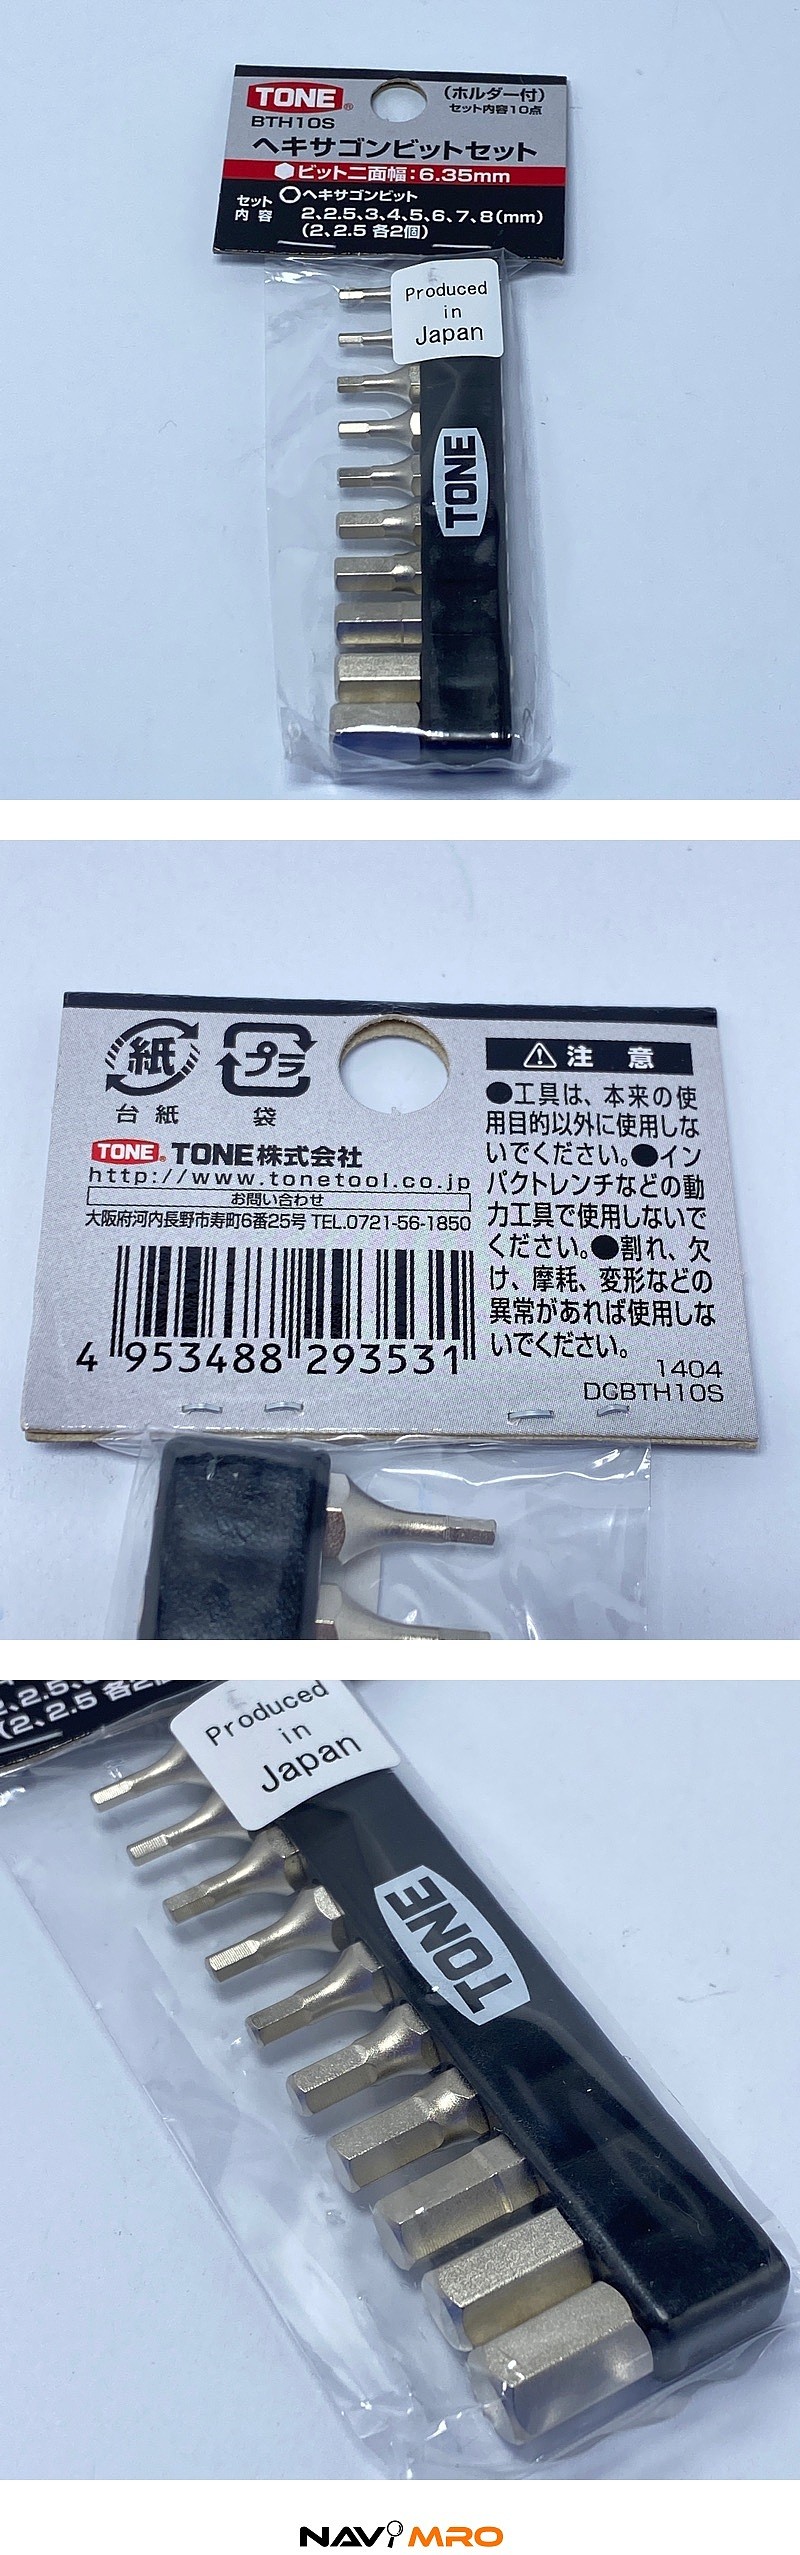 TONE®
(ホルダー付)
BTH10S
セット内容10点
ヘキサゴンビットセット
ビット二面幅:6.35mm
セット内容
ヘキサゴンビット
2、2.5、3、4、5、6、7、8(mm)
(2、2.5 各2個)
Produced
in
Japan
TONE
紙
プラ
台紙
袋
TONE® TONE株式会社
http://www.tonetool.co.jp
お問い合わせ
大阪府河内長野市寿町6番25号 TEL.0721-56-1850
4 953488 293531
注 意
●工具は、本来の使
用目的以外に使用しな
いでください。●イン
パクトレンチなどの動
力工具で使用しないで
ください。●割れ、欠
け、摩耗、変形などの
異常があれば使用しな
いでください。
1404
DCBTH10S
2、2.5、
(2、2.5 各2個
Produced
in
Japan
TONE
NAVIMRO